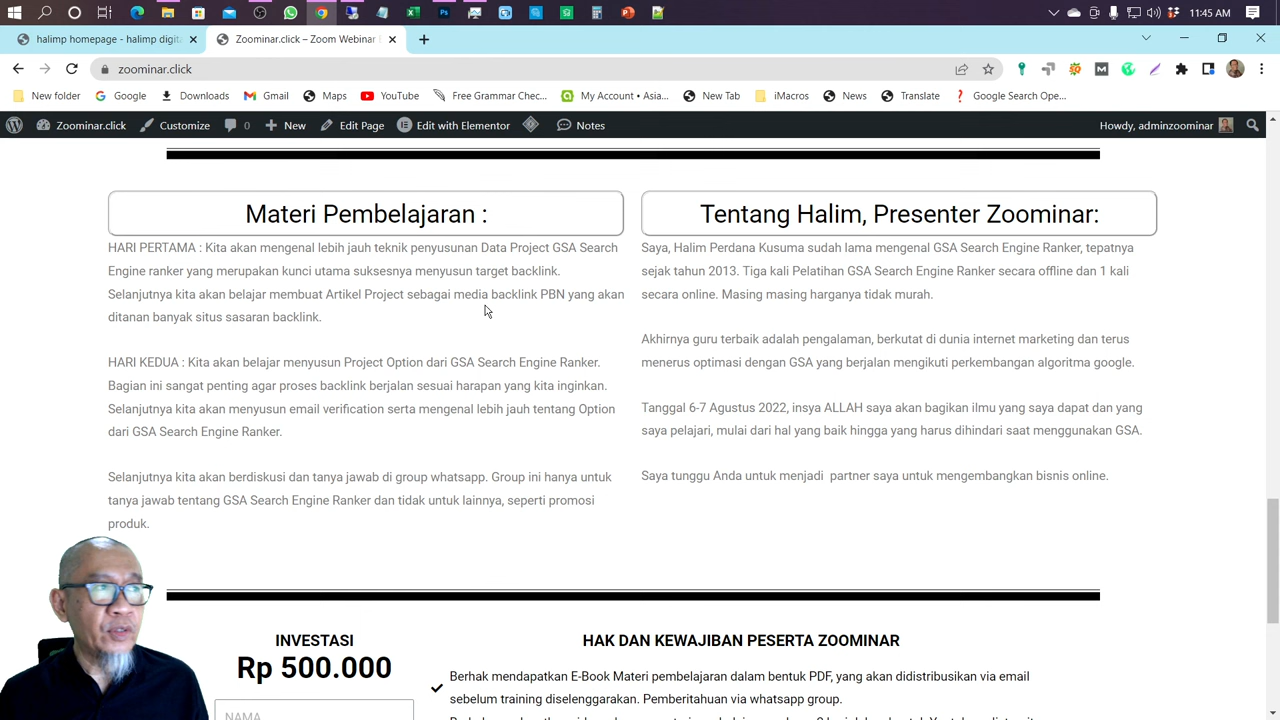 11:45 AM
halimp homepage - halimp digita
Zoominar.click – Zoom Webinar
zoominar.click
New folder
Google
Downloads
Gmail
Maps
YouTube
Free Grammar Chec...
My Account • Asia...
New Tab
iMacros
News
Translate
Google Search Ope...
Zoominar.click
Customize
0
New
Edit Page
Edit with Elementor
Notes
Howdy, adminzoominar
Materi Pembelajaran :
HARI PERTAMA : Kita akan mengenal lebih jauh teknik penyusunan Data Project GSA Search
Engine ranker yang merupakan kunci utama suksesnya menyusun target backlink.
Selanjutnya kita akan belajar membuat Artikel Project sebagai media backlink PBN yang akan
ditanan banyak situs sasaran backlink.
HARI KEDUA : Kita akan belajar menyusun Project Option dari GSA Search Engine Ranker.
Bagian ini sangat penting agar proses backlink berjalan sesuai harapan yang kita inginkan.
Selanjutnya kita akan menyusun email verification serta mengenal lebih jauh tentang Option
dari GSA Search Engine Ranker.
Selanjutnya kita akan berdiskusi dan tanya jawab di group whatsapp. Group ini hanya untuk
tanya jawab tentang GSA Search Engine Ranker dan tidak untuk lainnya, seperti promosi
produk.
Tentang Halim, Presenter Zoominar:
Saya, Halim Perdana Kusuma sudah lama mengenal GSA Search Engine Ranker, tepatnya
sejak tahun 2013. Tiga kali Pelatihan GSA Search Engine Ranker secara offline dan 1 kali
secara online. Masing masing harganya tidak murah.
Akhirnya guru terbaik adalah pengalaman, berkutat di dunia internet marketing dan terus
menerus optimasi dengan GSA yang berjalan mengikuti perkembangan algoritma google.
Tanggal 6-7 Agustus 2022, insya ALLAH saya akan bagikan ilmu yang saya dapat dan yang
saya pelajari, mulai dari hal yang baik hingga yang harus dihindari saat menggunakan GSA.
Saya tunggu Anda untuk menjadi partner saya untuk mengembangkan bisnis online.
INVESTASI
Rp 500.000
NAMA
HAK DAN KEWAJIBAN PESERTA ZOOMINAR
Berhak mendapatkan E-Book Materi pembelajaran dalam bentuk PDF, yang akan didistribusikan via email
sebelum training diselenggarakan. Pemberitahuan via whatsapp group.